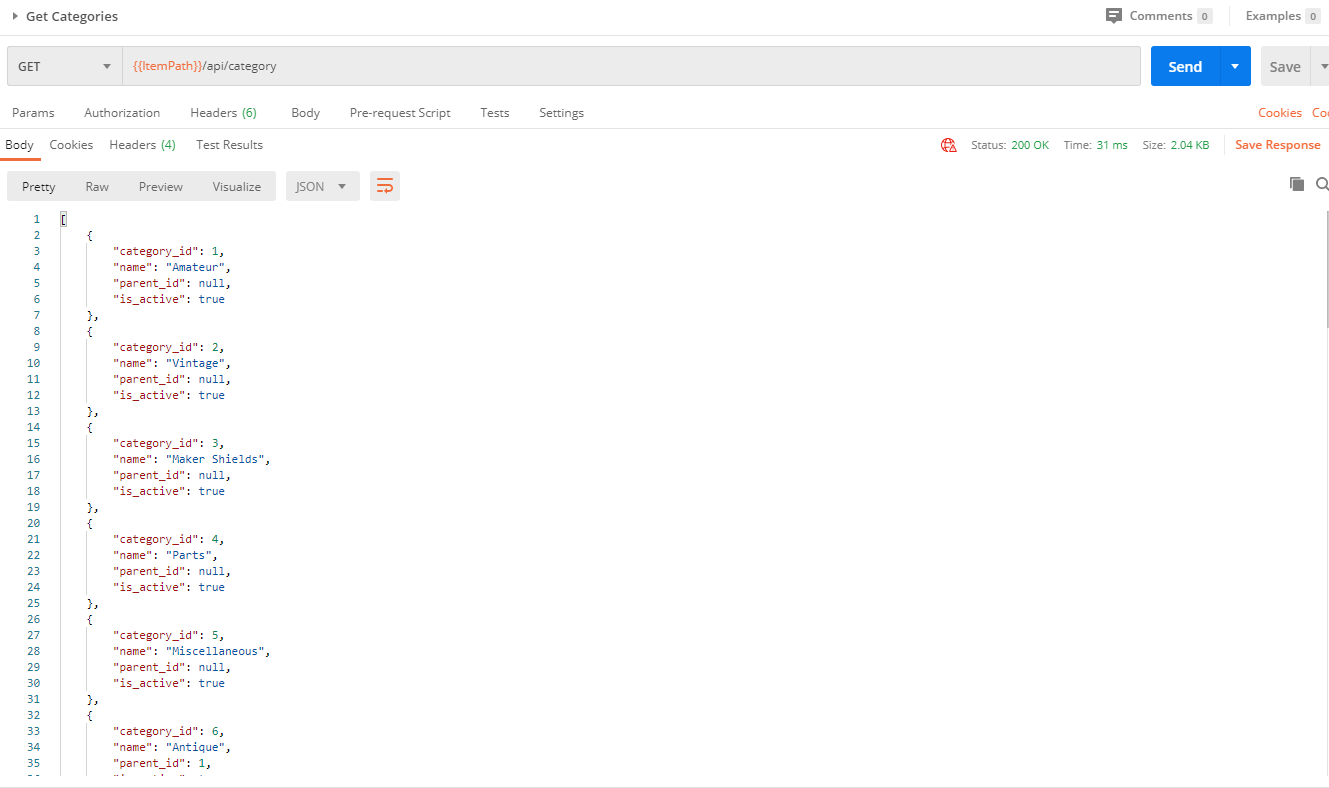 Get Categories Comments 0 Examples 0
GET {{ItemPath}}/api/category Send Save
Params Authorization Headers (6) Body Pre-request Script Tests Settings Cookies
Body Cookies Headers (4) Test Results Status: 200 OK Time: 31 ms Size: 2.04 KB Save Response
Pretty Raw Preview Visualize JSON
1 [
2 {
3 "category_id": 1,
4 "name": "Amateur",
5 "parent_id": null,
6 "is_active": true
7 },
8 {
9 "category_id": 2,
10 "name": "Vintage",
11 "parent_id": null,
12 "is_active": true
13 },
14 {
15 "category_id": 3,
16 "name": "Maker Shields",
17 "parent_id": null,
18 "is_active": true
19 },
20 {
21 "category_id": 4,
22 "name": "Parts",
23 "parent_id": null,
24 "is_active": true
25 },
26 {
27 "category_id": 5,
28 "name": "Miscellaneous",
29 "parent_id": null,
30 "is_active": true
31 },
32 {
33 "category_id": 6,
34 "name": "Antique",
35 "parent_id": 1,